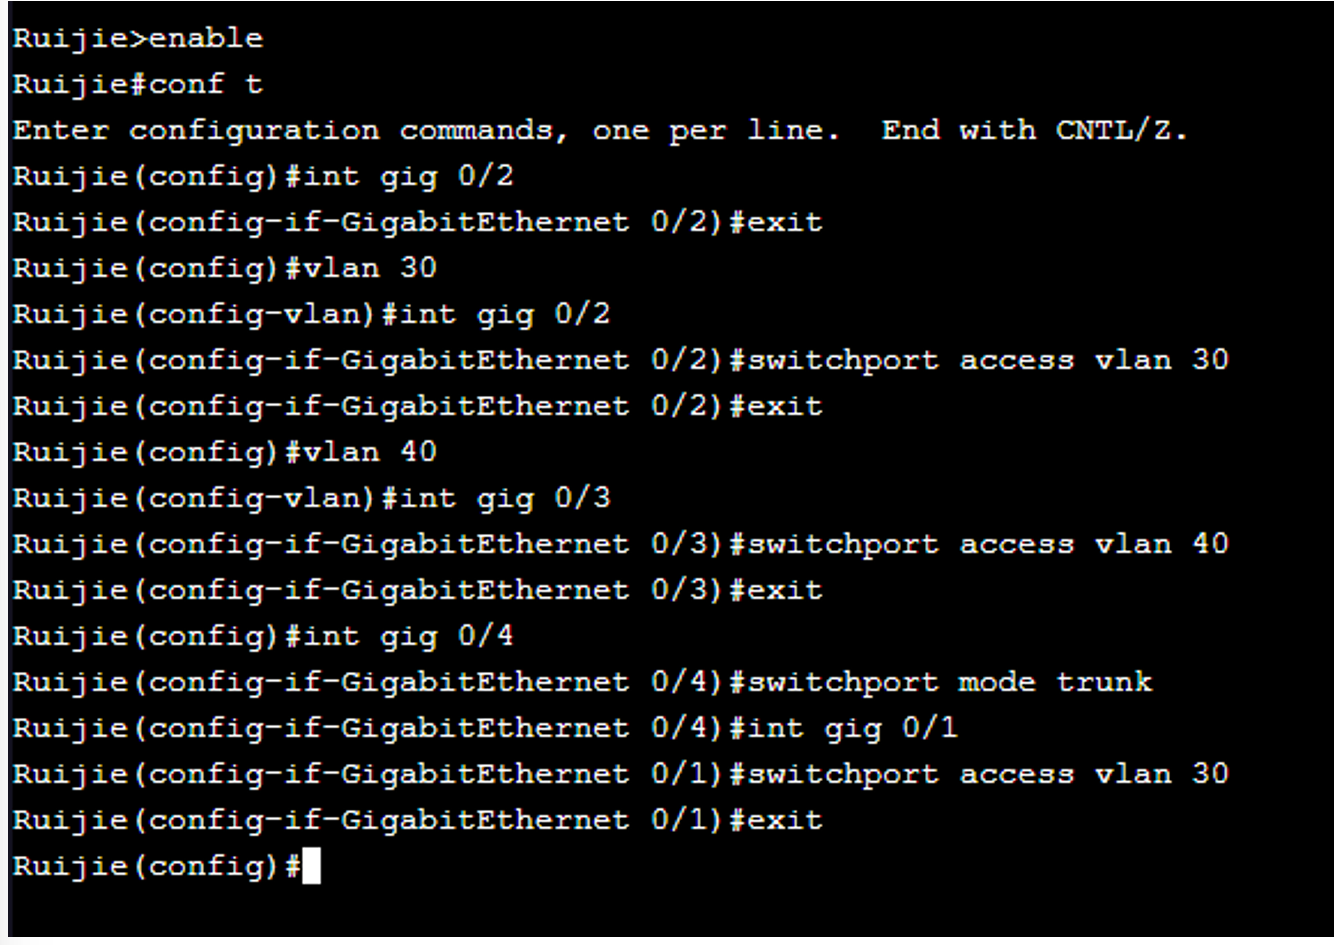 Ruijie>enable
Ruijie#conf t
Enter configuration commands, one per line.  End with CNTL/Z.
Ruijie(config)#int gig 0/2
Ruijie(config-if-GigabitEthernet 0/2)#exit
Ruijie(config)#vlan 30
Ruijie(config-vlan)#int gig 0/2
Ruijie(config-if-GigabitEthernet 0/2)#switchport access vlan 30
Ruijie(config-if-GigabitEthernet 0/2)#exit
Ruijie(config)#vlan 40
Ruijie(config-vlan)#int gig 0/3
Ruijie(config-if-GigabitEthernet 0/3)#switchport access vlan 40
Ruijie(config-if-GigabitEthernet 0/3)#exit
Ruijie(config)#int gig 0/4
Ruijie(config-if-GigabitEthernet 0/4)#switchport mode trunk
Ruijie(config-if-GigabitEthernet 0/4)#int gig 0/1
Ruijie(config-if-GigabitEthernet 0/1)#switchport access vlan 30
Ruijie(config-if-GigabitEthernet 0/1)#exit
Ruijie(config)#